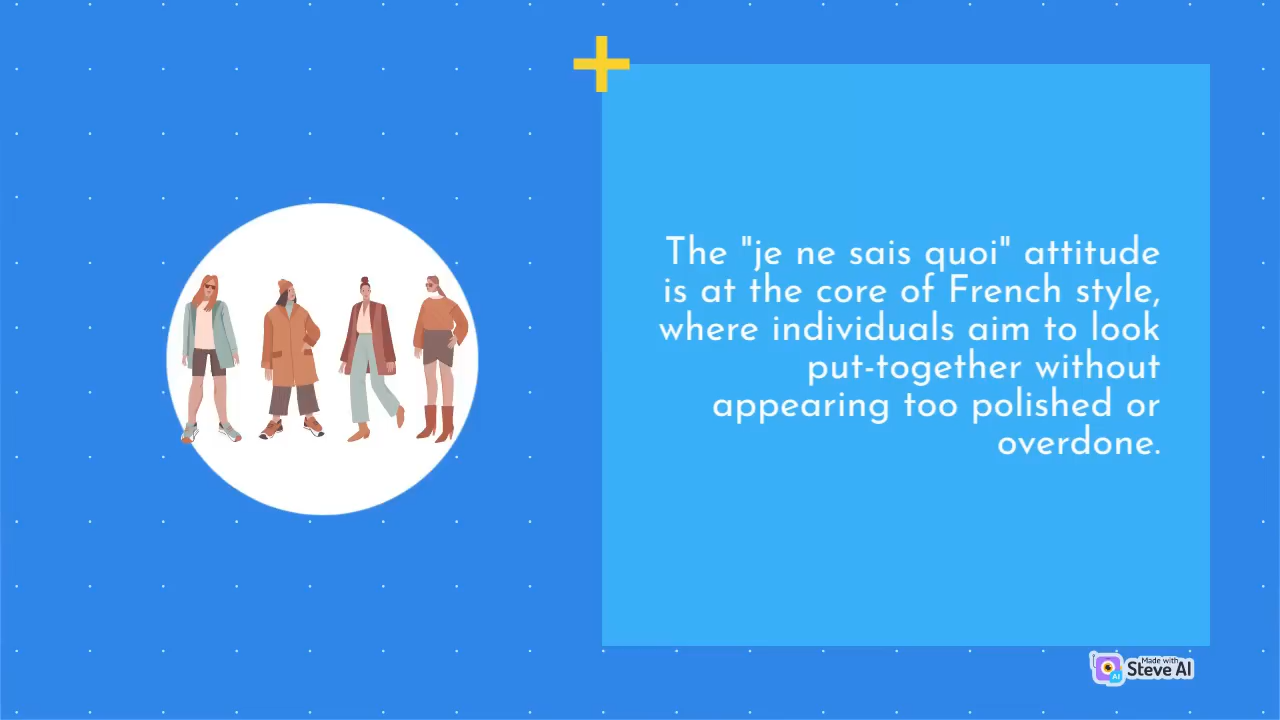 The "je ne sais quoi" attitude
is at the core of French style,
where individuals aim to look
put-together without
appearing too polished or
overdone.
Made with
Steve AI
AI